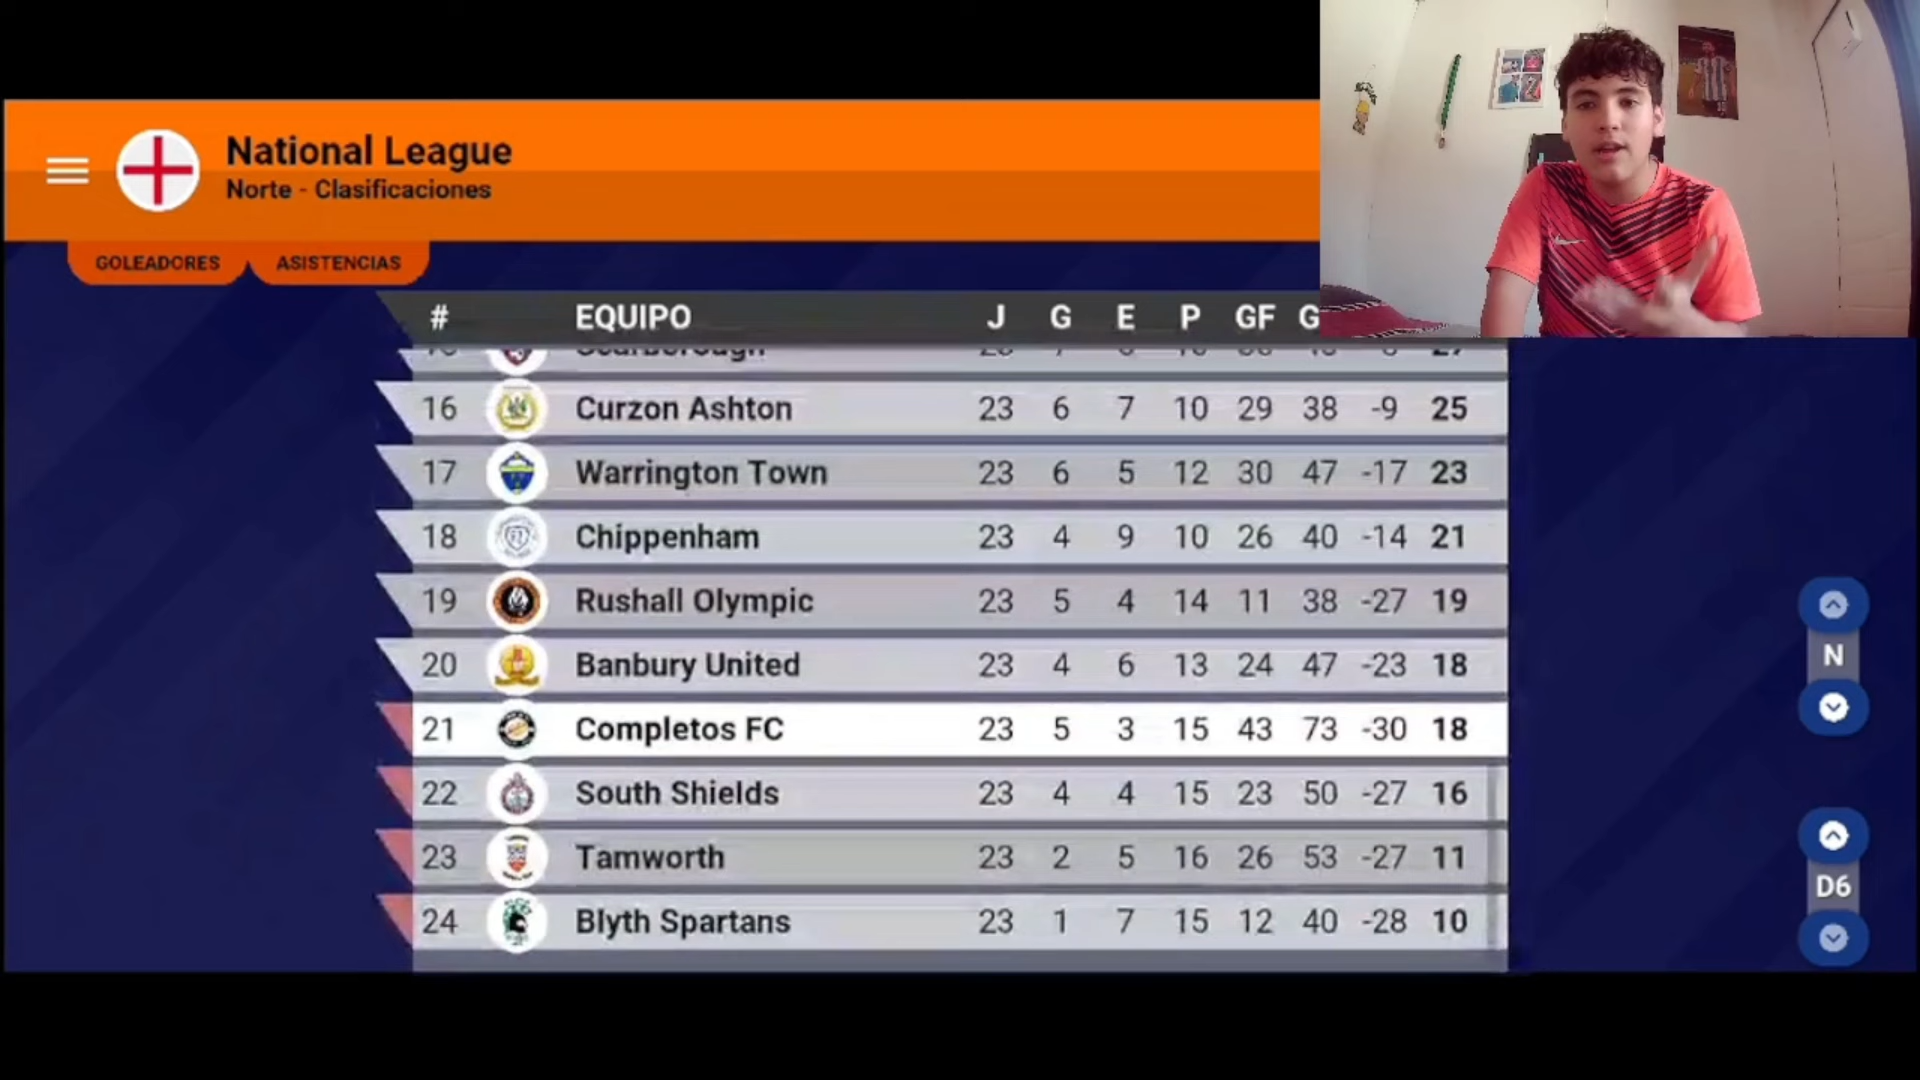 National League
Norte - Clasificaciones
GOLEADORES ASISTENCIAS
# EQUIPO J G E P GF G
Scarborough
16 Curzon Ashton 23 6 7 10 29 38 -9 25
17 Warrington Town 23 6 5 12 30 47 -17 23
18 Chippenham 23 4 9 10 26 40 -14 21
19 Rushall Olympic 23 5 4 14 11 38 -27 19
20 Banbury United 23 4 6 13 24 47 -23 18
21 Completos FC 23 5 3 15 43 73 -30 18
22 South Shields 23 4 4 15 23 50 -27 16
23 Tamworth 23 2 5 16 26 53 -27 11
24 Blyth Spartans 23 1 7 15 12 40 -28 10
N
D6